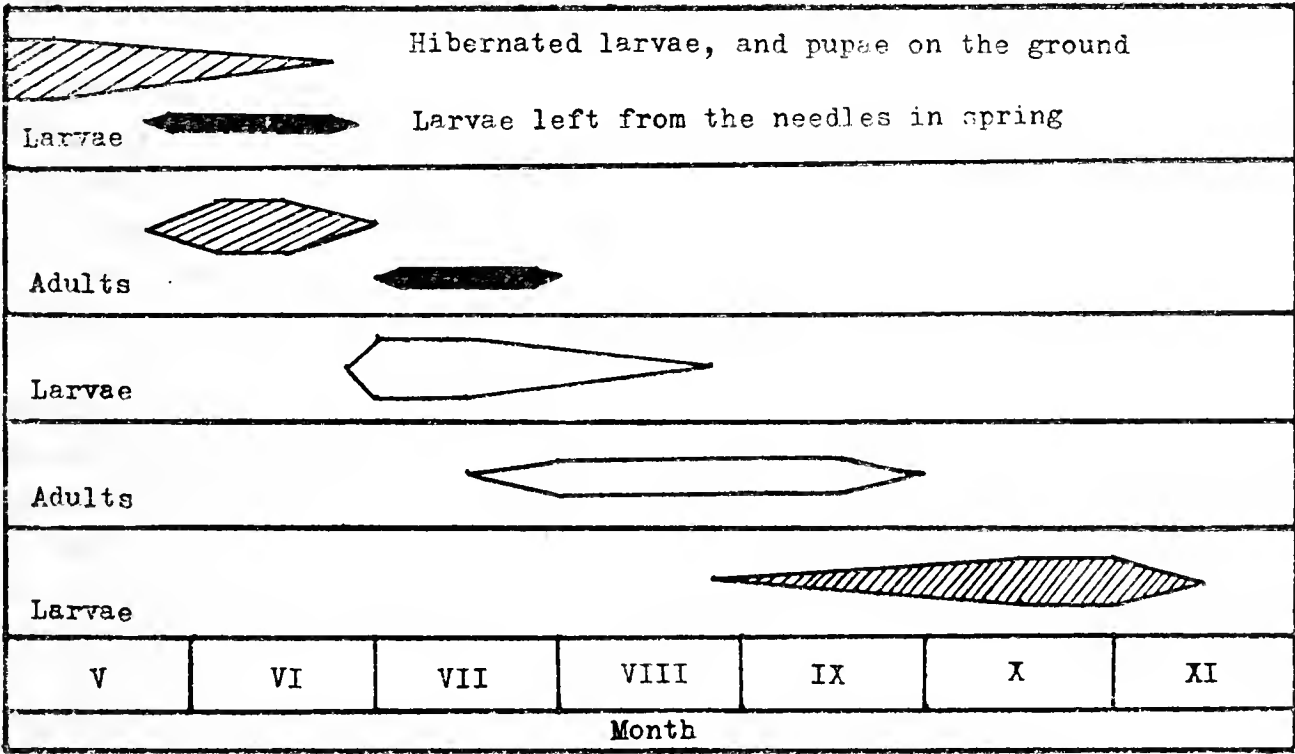 Hibernated larvae, and pupae on the ground
Larvae left from the needles in spring
Larvae
Adults
Larvae
Adults
Larvae
V VI VII VIII IX X XI
Month